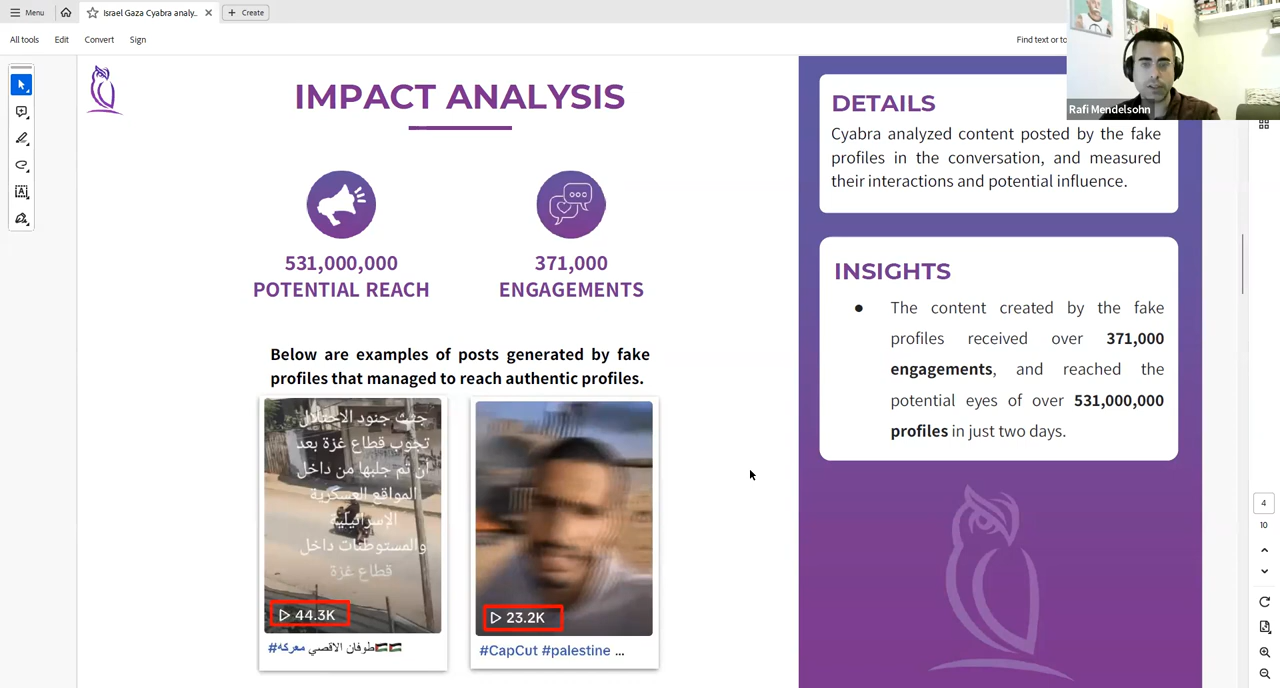 Menu
Israel Gaza Cyabra analy...
Create
All tools
Edit
Convert
Sign
Find text or to
Rafi Mendelsohn
IMPACT ANALYSIS
531,000,000
POTENTIAL REACH
371,000
ENGAGEMENTS
Below are examples of posts generated by fake
profiles that managed to reach authentic profiles.
جثث جنود الاحتلال
تجوب قطاع غزة بعد
ان تم جلبها من داخل
المواقع العسكرية
الإسرائيلية
والمستوطنات داخل
قطاع غزة
44.3K
#معركه طوفان الاقصي🇵🇸🇵🇸
23.2K
#CapCut #palestine ...
DETAILS
Cyabra analyzed content posted by the fake
profiles in the conversation, and measured
their interactions and potential influence.
INSIGHTS
● The content created by the fake
profiles received over 371,000
engagements, and reached the
potential eyes of over 531,000,000
profiles in just two days.
4
10